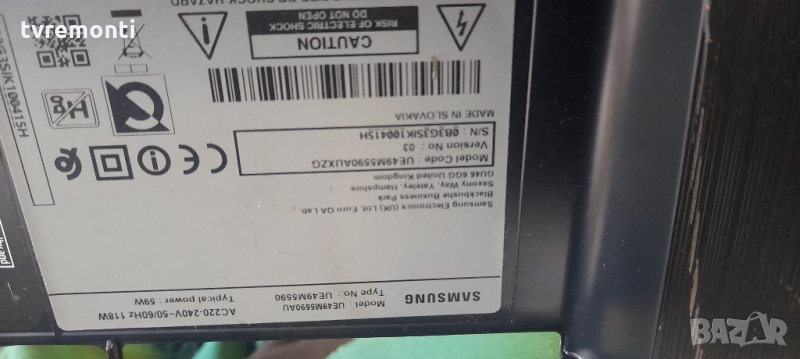 SAMSUNG
Model : UE49M5590AU
Type No.: UE49M5590
AC220-240V~50/60Hz 118W
Typical power : 59W
Samsung Electronics (UK) Ltd, Euro QA Lab.
Blackbushe Business Park
Saxony Way, Yateley, Hampshire
GU46 6GG United Kingdom
Model Code : UE49M5590AUXZG
Version No : 03
S/N : 0B3G3SIK100415H
MADE IN SLOVAKIA
CAUTION
RISK OF ELECTRIC SHOCK
DO NOT OPEN
tvremonti
BAZAR
bg